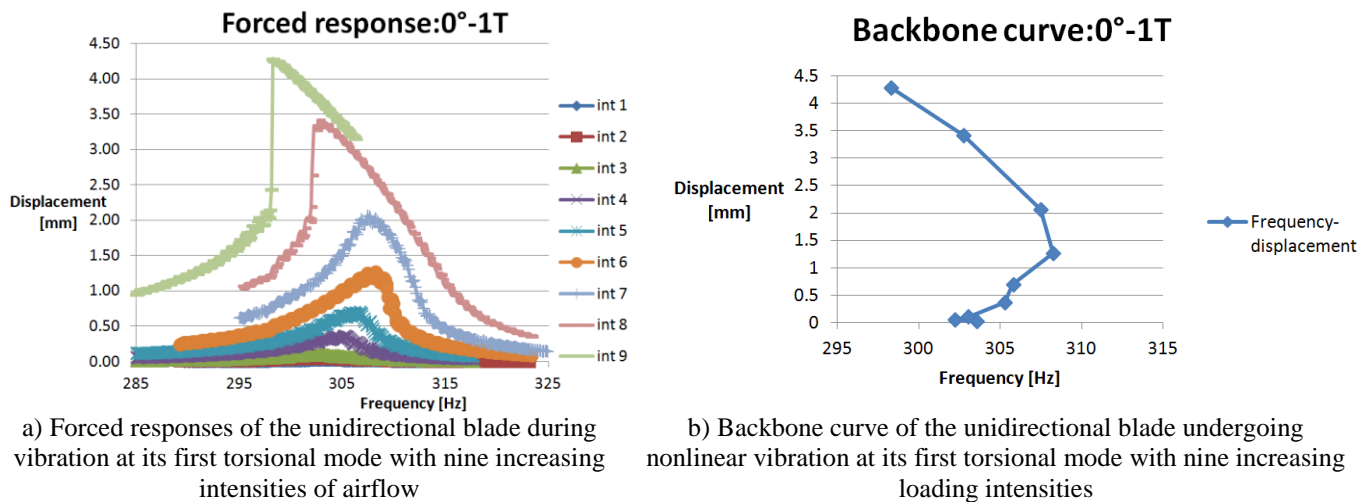 Forced response:0°-1T
4.50
4.00
3.50
3.00
2.50
Displacement
[mm]
2.00
1.50
1.00
0.50
0.00
285
295
305
315
325
Frequency [Hz]
int 1
int 2
int 3
int 4
int 5
int 6
int 7
int 8
int 9
a) Forced responses of the unidirectional blade during
vibration at its first torsional mode with nine increasing
intensities of airflow
Backbone curve:0°-1T
4.5
4
3.5
3
2.5
Displacement
[mm]
2
1.5
1
0.5
0
295
300
305
310
315
Frequency [Hz]
Frequency-
displacement
b) Backbone curve of the unidirectional blade undergoing
nonlinear vibration at its first torsional mode with nine increasing
loading intensities